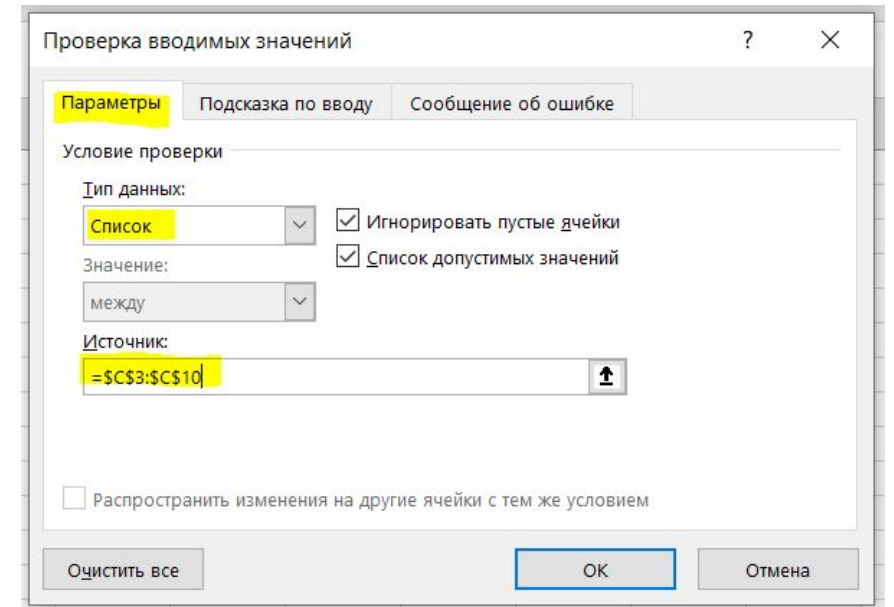 Проверка вводимых значений ?
Параметры Подсказка по вводу Сообщение об ошибке
Условие проверки
Тип данных:
Список Игнорировать пустые ячейки
Значение: Список допустимых значений
между
Источник:
=$C$3:$C$10
Распространить изменения на другие ячейки с тем же условием
Очистить все ОК Отмена